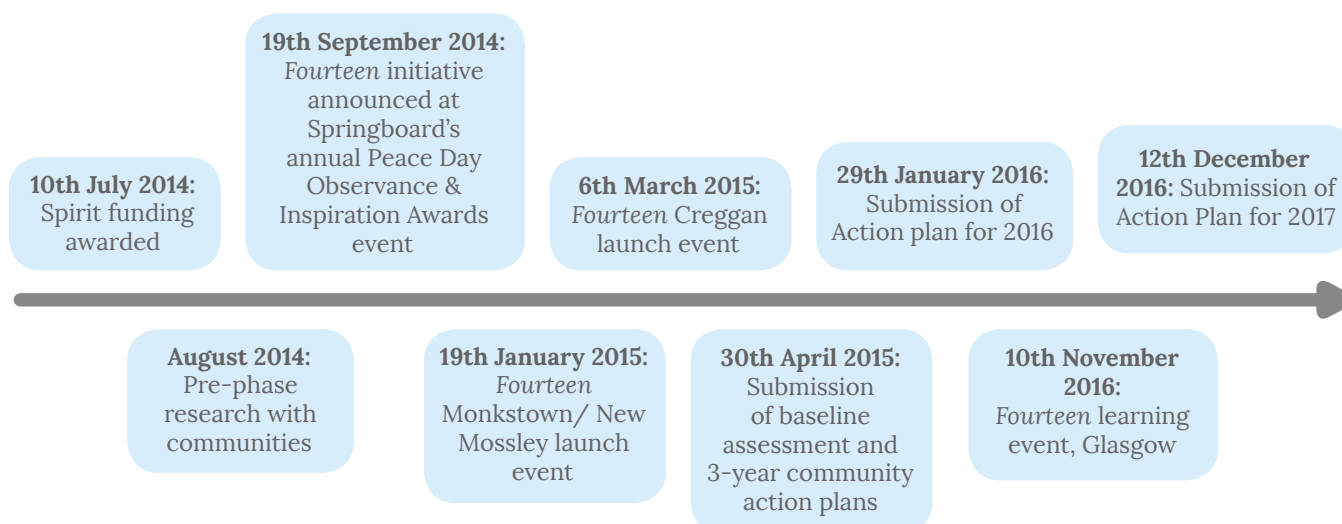 10th July 2014:
Spirit funding
awarded
August 2014:
Pre-phase
research with
communities
19th September 2014:
Fourteen initiative
announced at
Springboard’s
annual Peace Day
Observance &
Inspiration Awards
event
19th January 2015:
Fourteen
Monkstown/ New
Mossley launch
event
6th March 2015:
Fourteen Creggan
launch event
30th April 2015:
Submission
of baseline
assessment and
3-year community
action plans
29th January 2016:
Submission of
Action plan for 2016
10th November
2016:
Fourteen learning
event, Glasgow
12th December
2016: Submission of
Action Plan for 2017